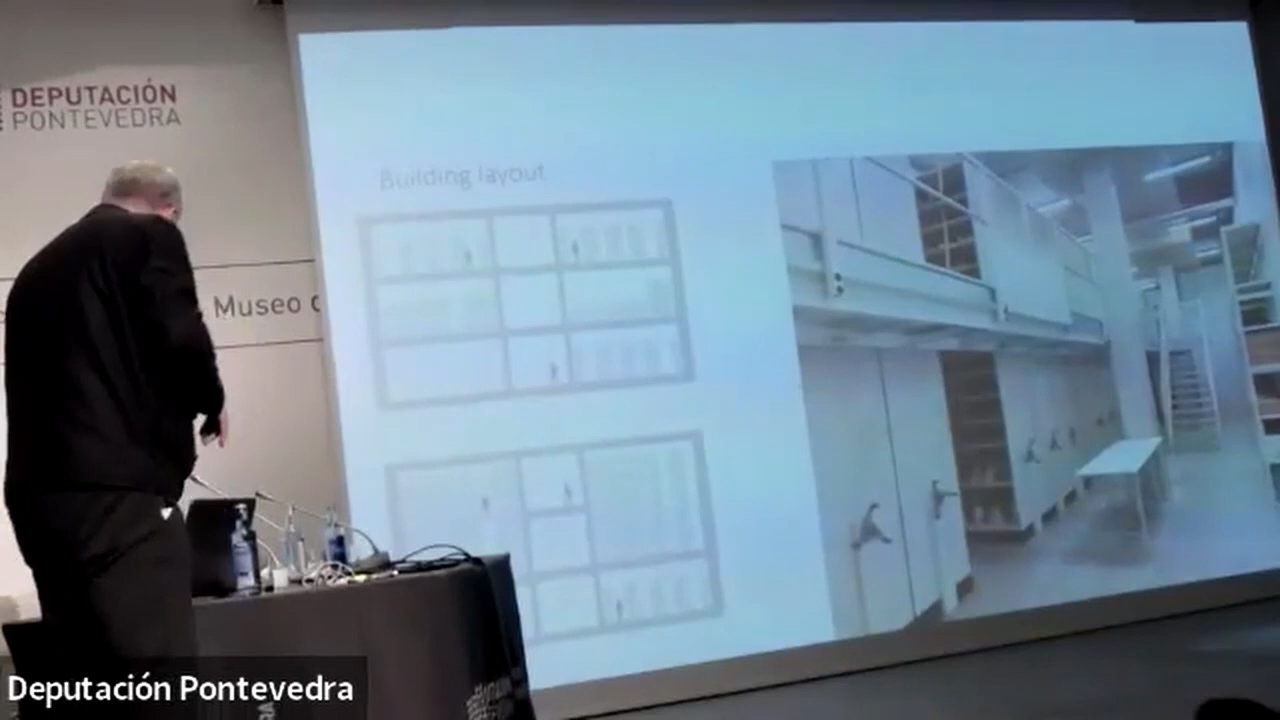 DEPUTACIÓN
PONTEVEDRA
Building layout
Museo
Deputación Pontevedra